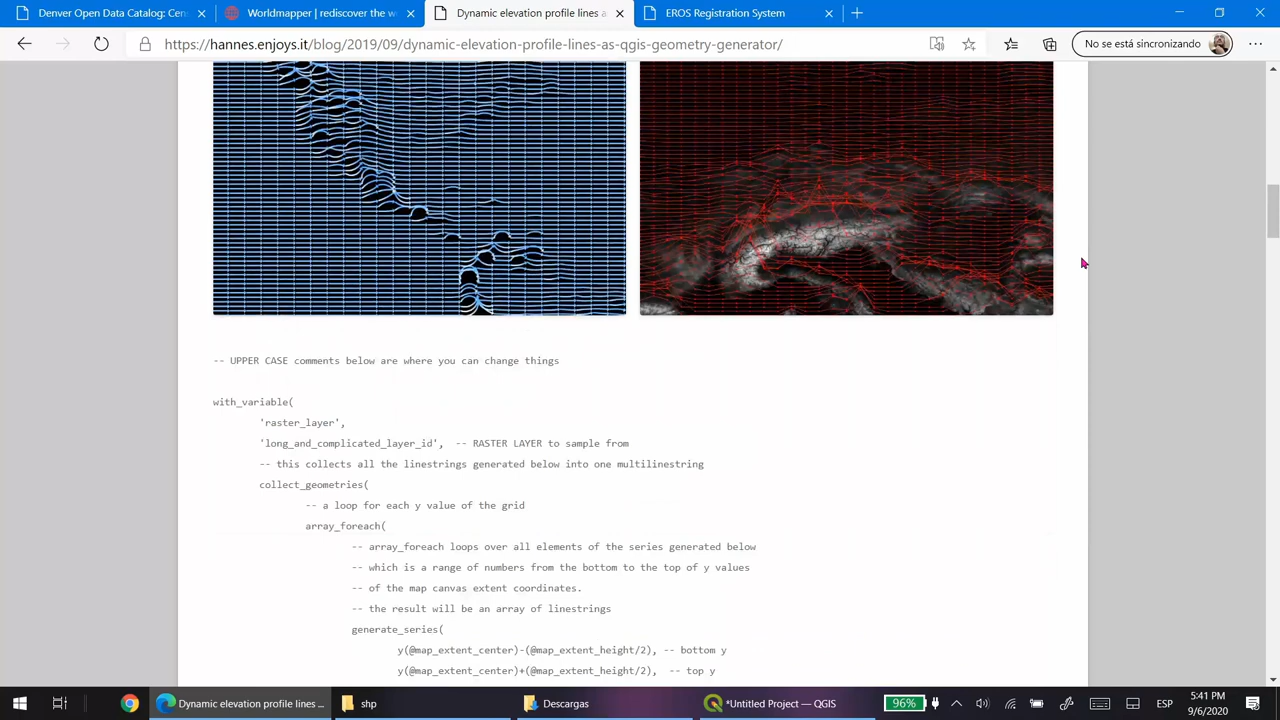 Denver Open Data Catalog: Cen
Worldmapper | rediscover the w
Dynamic elevation profile lines a
EROS Registration System
https://hannes.enjoys.it/blog/2019/09/dynamic-elevation-profile-lines-as-qgis-geometry-generator/
No se está sincronizando
-- UPPER CASE comments below are where you can change things
with_variable(
'raster_layer',
'long_and_complicated_layer_id',  -- RASTER LAYER to sample from
-- this collects all the linestrings generated below into one multilinestring
collect_geometries(
-- a loop for each y value of the grid
array_foreach(
-- array_foreach loops over all elements of the series generated below
-- which is a range of numbers from the bottom to the top of y values
-- of the map canvas extent coordinates.
-- the result will be an array of linestrings
generate_series(
y(@map_extent_center)-(@map_extent_height/2), -- bottom y
y(@map_extent_center)+(@map_extent_height/2),  -- top y
Dynamic elevation profile lines ...
shp
Descargas
*Untitled Project — QGIS
96%
ESP
5:41 PM
9/6/2020